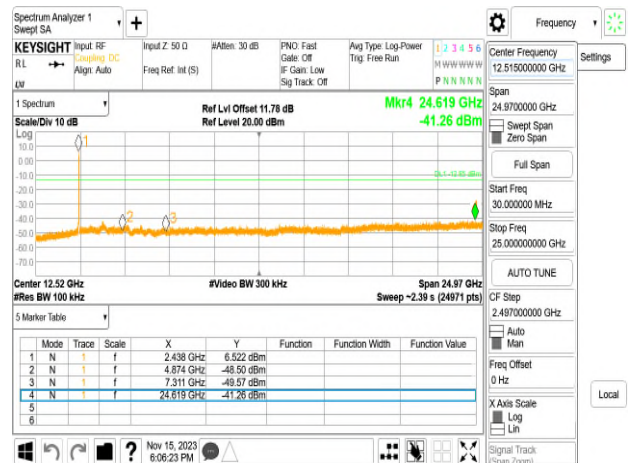 Spectrum Analyzer 1
Swept SA
Frequency
KEYSIGHT Input: RF Input Z: 50 Ω #Atten: 30 dB PNO: Fast Avg Type: Log-Power 1 2 3 4 5 6
RL Coupling: DC Gate: Off Trig: Free Run M W W W W W
Align: Auto Freq Ref: Int (S) IF Gain: Low
Sig Track: Off P N N N N N
Center Frequency
12.515000000 GHz
Settings
Span
24.9700000 GHz
Swept Span
Zero Span
Full Span
Start Freq
30.000000 MHz
Stop Freq
25.000000000 GHz
AUTO TUNE
CF Step
2.497000000 GHz
Auto
Man
Freq Offset
0 Hz
X Axis Scale
Log
Lin
Local
Signal Track
(Span Zoom)
1 Spectrum
Scale/Div 10 dB
Ref Lvl Offset 11.78 dB
Ref Level 20.00 dBm
Mkr4 24.619 GHz
-41.26 dBm
Log
10.0
0.00
-10.0
-20.0
-30.0
-40.0
-50.0
-60.0
-70.0
1
2
3
Center 12.52 GHz #Video BW 300 kHz Span 24.97 GHz
#Res BW 100 kHz Sweep ~2.39 s (24971 pts)
5 Marker Table
Mode Trace Scale X Y Function Function Width Function Value
1 N 1 f 2.438 GHz 6.522 dBm
2 N 1 f 4.874 GHz -48.50 dBm
3 N 1 f 7.311 GHz -49.57 dBm
4 N 1 f 24.619 GHz -41.26 dBm
5
6
?
Nov 15, 2023
6:06:23 PM